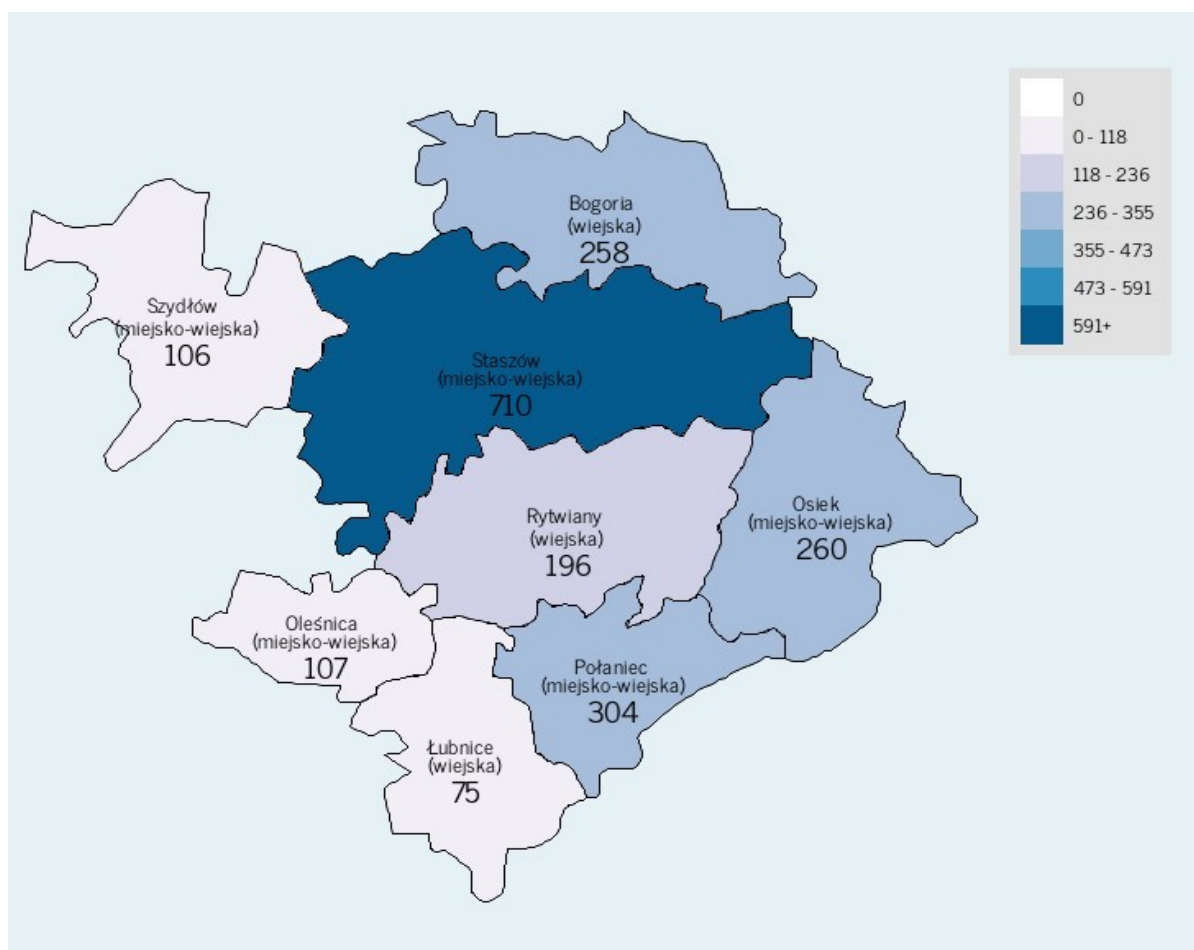 0
0 - 118
118 - 236
236 - 355
355 - 473
473 - 591
591+
Bogoria
(wiejska)
258
Szydłów
(miejsko-wiejska)
106
Staszów
(miejsko-wiejska)
710
Osiek
(miejsko-wiejska)
260
Rytwiany
(wiejska)
196
Oleśnica
(miejsko-wiejska)
107
Połaniec
(miejsko-wiejska)
304
Łubnice
(wiejska)
75